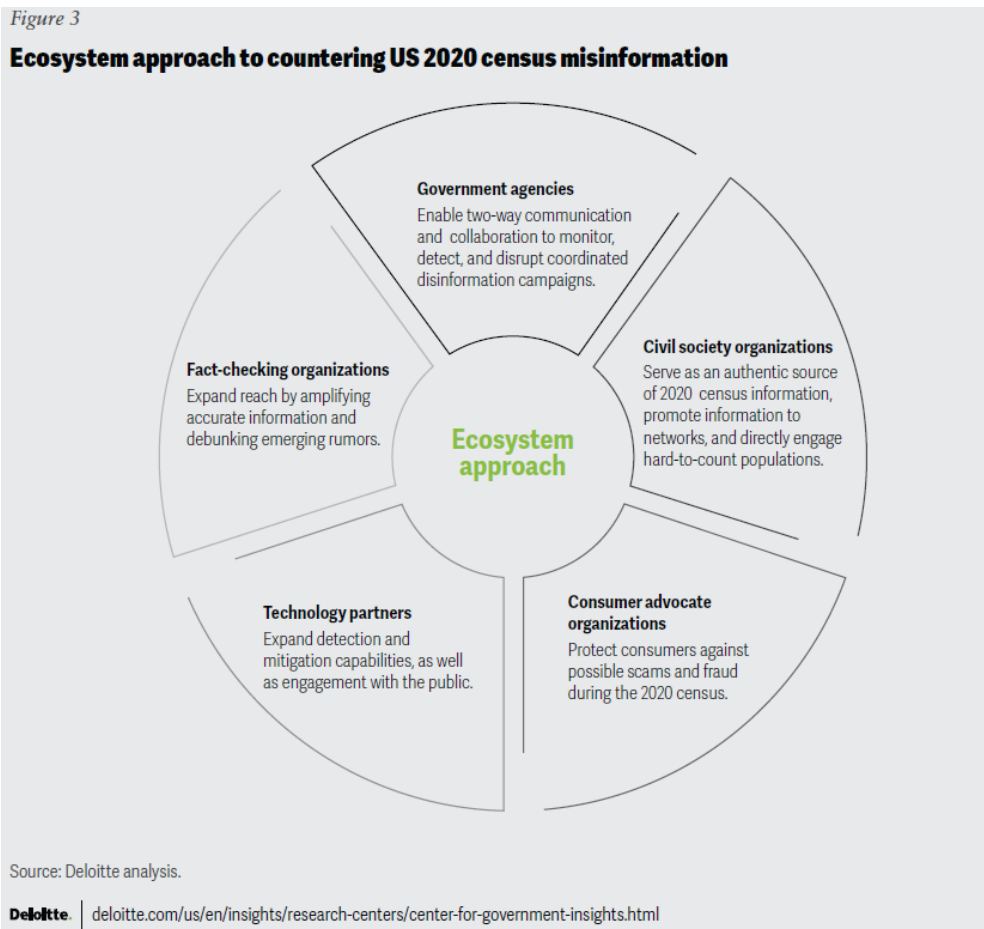 Figure 3
Ecosystem approach to countering US 2020 census misinformation
Government agencies
Enable two-way communication
and collaboration to monitor,
detect, and disrupt coordinated
disinformation campaigns.
Civil society organizations
Serve as an authentic source
of 2020 census information,
promote information to
networks, and directly engage
hard-to-count populations.
Consumer advocate
organizations
Protect consumers against
possible scams and fraud
during the 2020 census.
Technology partners
Expand detection and
mitigation capabilities, as well
as engagement with the public.
Fact-checking organizations
Expand reach by amplifying
accurate information and
debunking emerging rumors.
Ecosystem
approach
Source: Deloitte analysis.
Deloitte. deloitte.com/us/en/insights/research-centers/center-for-government-insights.html